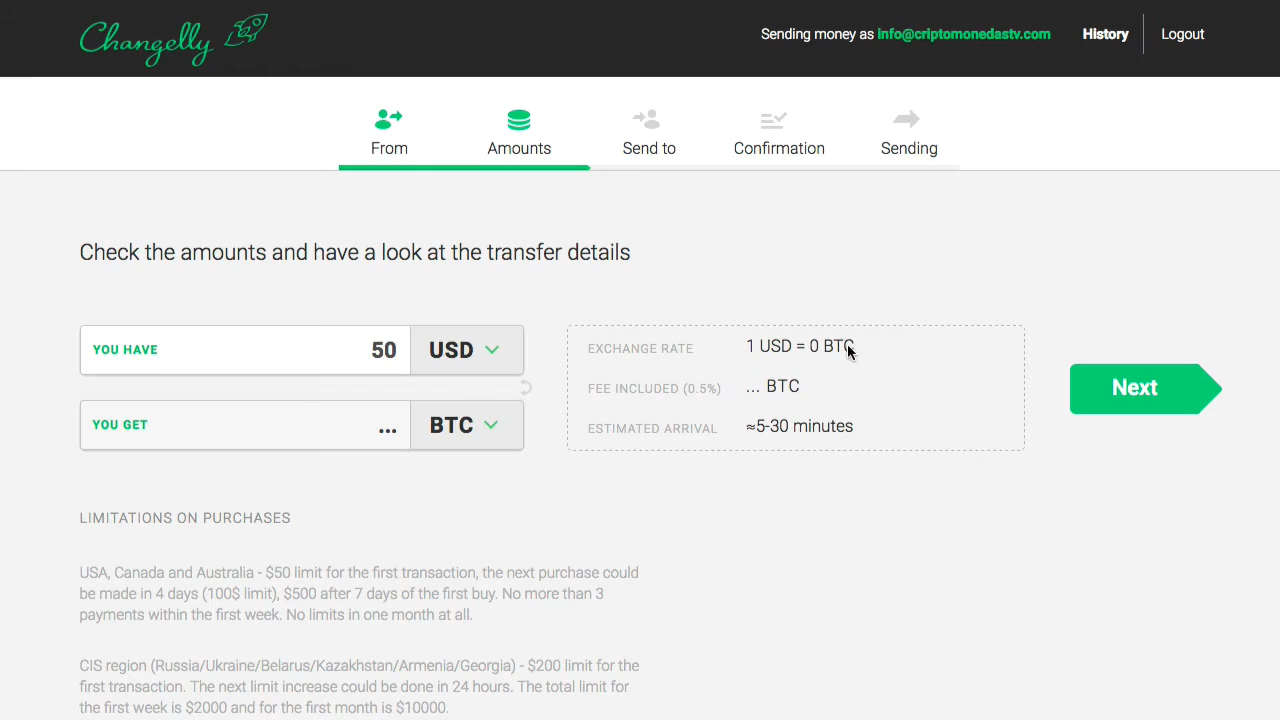 Changelly
Sending money as info@criptomonedastv.com
History
Logout
From
Amounts
Send to
Confirmation
Sending
Check the amounts and have a look at the transfer details
YOU HAVE 50 USD
YOU GET ... BTC
EXCHANGE RATE 1 USD = 0 BTC
FEE INCLUDED (0.5%) ... BTC
ESTIMATED ARRIVAL ≈5-30 minutes
Next
LIMITATIONS ON PURCHASES
USA, Canada and Australia - $50 limit for the first transaction, the next purchase could
be made in 4 days (100$ limit), $500 after 7 days of the first buy. No more than 3
payments within the first week. No limits in one month at all.
CIS region (Russia/Ukraine/Belarus/Kazakhstan/Armenia/Georgia) - $200 limit for the
first transaction. The next limit increase could be done in 24 hours. The total limit for
the first week is $2000 and for the first month is $10000.